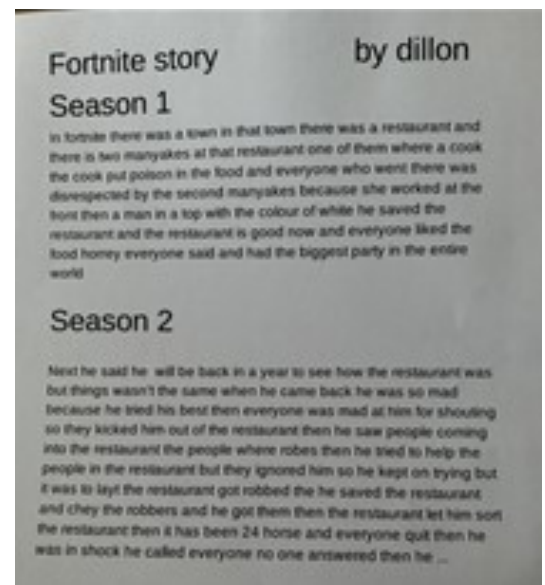 Fortnite story by dillon
Season 1
in fortnite there was a town in that town there was a restaurant and
there is two manyakes at that restaurant one of them where a cook
the cook put poison in the food and everyone who went there was
disrespected by the second manyakes because she worked at the
front then a man in a top with the colour of white he saved the
restaurant and the restaurant is good now and everyone liked the
food horrey everyone said and had the biggest party in the entire
world
Season 2
Next he said he will be back in a year to see how the restaurant was
but things wasn't the same when he came back he was so mad
because he tried his best then everyone was mad at him for shouting
so they kicked him out of the restaurant then he saw people coming
into the restaurant the people where robes then he tried to help the
people in the restaurant but they ignored him so he kept on trying but
it was to layt the restaurant got robbed the he saved the restaurant
and chey the robbers and he got them then the restaurant let him sort
the restaurant then it has been 24 horse and everyone quit then he
was in shock he called everyone no one answered then he ...